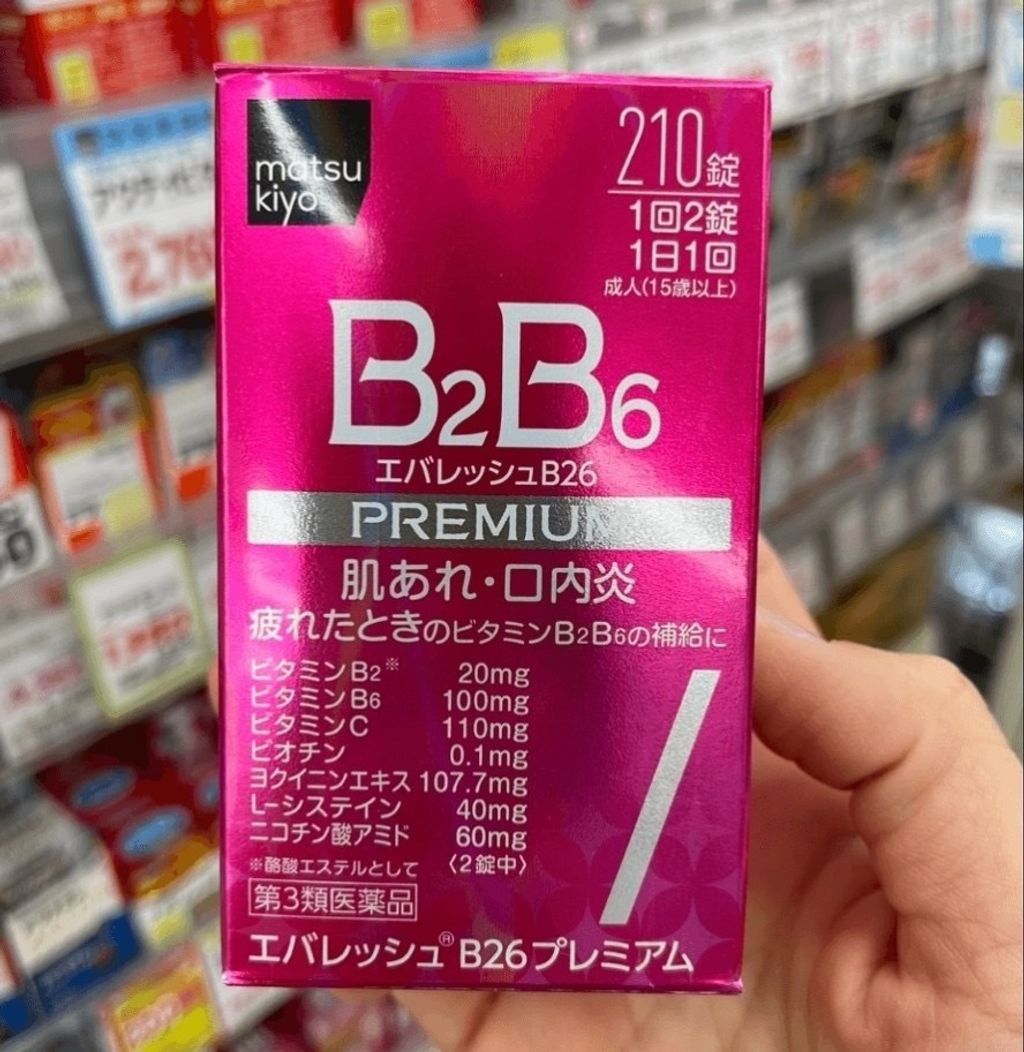 matsu
kiyo
210錠
1回2錠
1日1回
成人(15歳以上)
B2B6
エバレッシュB26
PREMIUM
肌あれ・口内炎
疲れたときのビタミンB2B6の補給に
ビタミンB2※ 20mg
ビタミンB6 100mg
ビタミンC 110mg
ビオチン 0.1mg
ヨクイニンエキス 107.7mg
L-システイン 40mg
ニコチン酸アミド 60mg
※酪酸エステルとして 〈2錠中〉
第3類医薬品
エバレッシュ® B26プレミアム